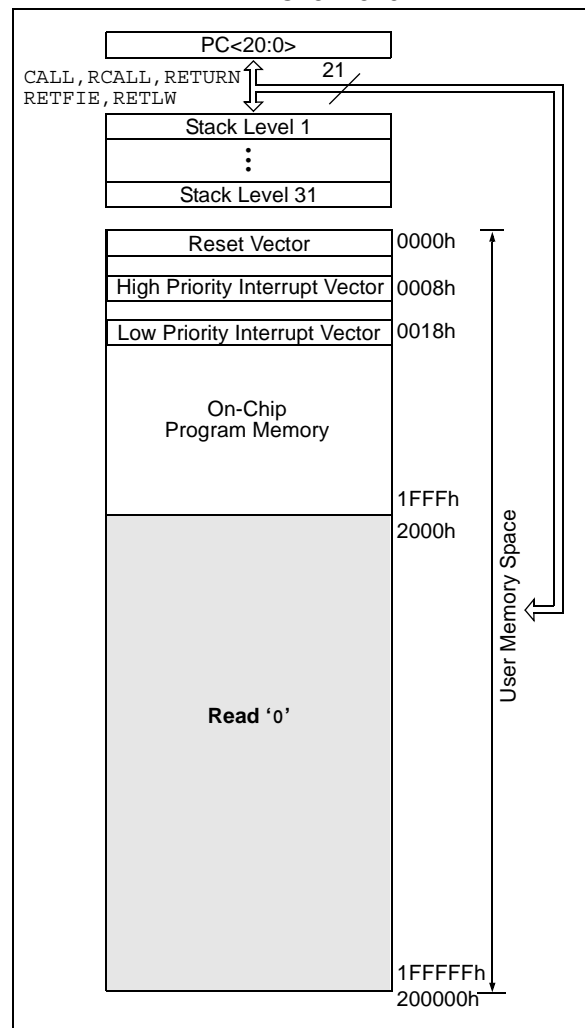 PC<20:0>
CALL,RCALL,RETURN
RETFIE,RETLW
21
Stack Level 1
Stack Level 31
Reset Vector
0000h
High Priority Interrupt Vector
0008h
Low Priority Interrupt Vector
0018h
On-Chip
Program Memory
1FFFh
2000h
User Memory Space
Read ‘0’
1FFFFFh
200000h